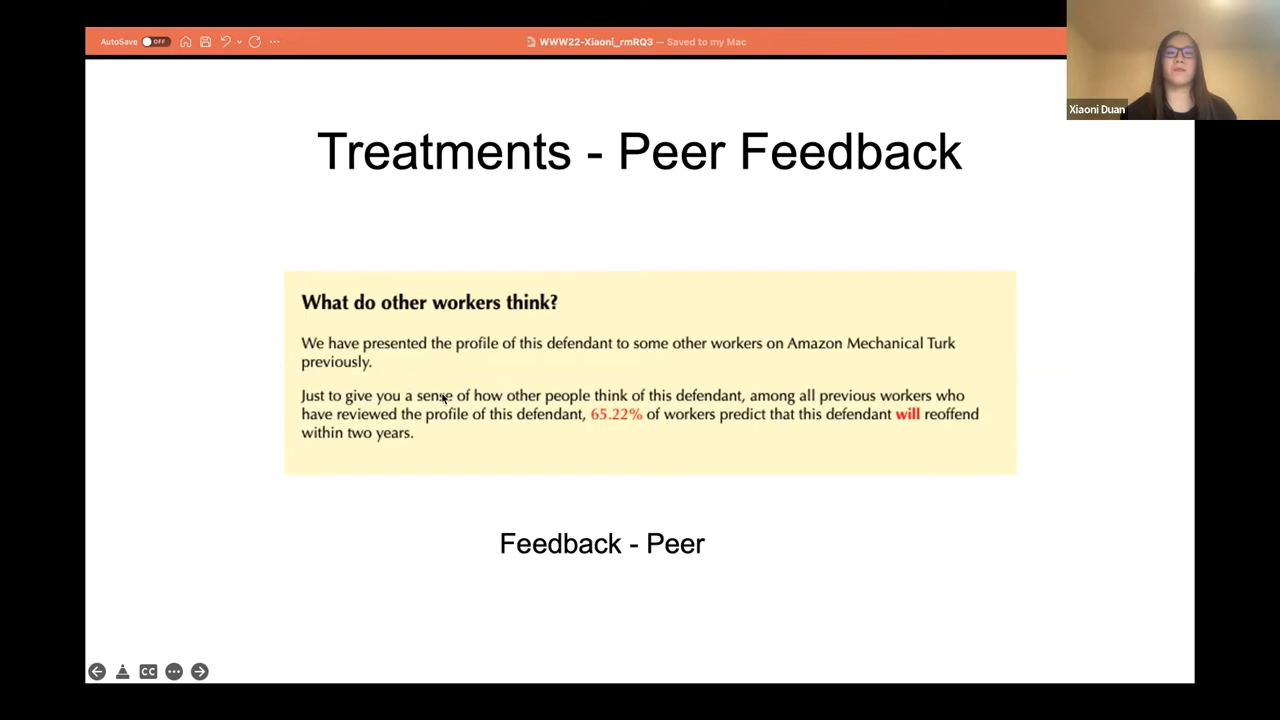 AutoSave OFF
WWW22-Xiaoni_rmRQ3 — Saved to my Mac
Xiaoni Duan
Treatments - Peer Feedback
What do other workers think?
We have presented the profile of this defendant to some other workers on Amazon Mechanical Turk
previously.
Just to give you a sense of how other people think of this defendant, among all previous workers who
have reviewed the profile of this defendant, 65.22% of workers predict that this defendant will reoffend
within two years.
Feedback - Peer
CC